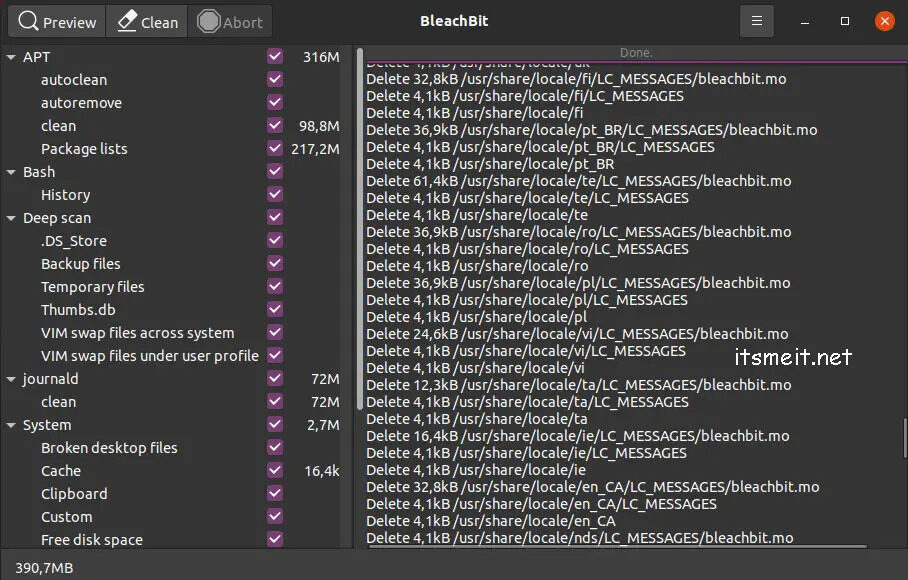 Preview Clean Abort BleachBit
APT 316M
autoclean
autoremove
clean 98,8M
Package lists 217,2M
Bash
History
Deep scan
.DS_Store
Backup files
Temporary files
Thumbs.db
VIM swap files across system
VIM swap files under user profile
journald 72M
clean 72M
System 2,7M
Broken desktop files
Cache 16,4k
Clipboard
Custom
Free disk space
Done.
Delete 32,8kB /usr/share/locale/fi/LC_MESSAGES/bleachbit.mo
Delete 4,1kB /usr/share/locale/fi/LC_MESSAGES
Delete 4,1kB /usr/share/locale/fi
Delete 36,9kB /usr/share/locale/pt_BR/LC_MESSAGES/bleachbit.mo
Delete 4,1kB /usr/share/locale/pt_BR/LC_MESSAGES
Delete 4,1kB /usr/share/locale/pt_BR
Delete 61,4kB /usr/share/locale/te/LC_MESSAGES/bleachbit.mo
Delete 4,1kB /usr/share/locale/te/LC_MESSAGES
Delete 4,1kB /usr/share/locale/te
Delete 36,9kB /usr/share/locale/ro/LC_MESSAGES/bleachbit.mo
Delete 4,1kB /usr/share/locale/ro/LC_MESSAGES
Delete 4,1kB /usr/share/locale/ro
Delete 36,9kB /usr/share/locale/pl/LC_MESSAGES/bleachbit.mo
Delete 4,1kB /usr/share/locale/pl/LC_MESSAGES
Delete 4,1kB /usr/share/locale/pl
Delete 24,6kB /usr/share/locale/vi/LC_MESSAGES/bleachbit.mo
Delete 4,1kB /usr/share/locale/vi/LC_MESSAGES
Delete 4,1kB /usr/share/locale/vi
Delete 12,3kB /usr/share/locale/ta/LC_MESSAGES/bleachbit.mo
Delete 4,1kB /usr/share/locale/ta/LC_MESSAGES
Delete 4,1kB /usr/share/locale/ta
Delete 16,4kB /usr/share/locale/ie/LC_MESSAGES/bleachbit.mo
Delete 4,1kB /usr/share/locale/ie/LC_MESSAGES
Delete 4,1kB /usr/share/locale/ie
Delete 32,8kB /usr/share/locale/en_CA/LC_MESSAGES/bleachbit.mo
Delete 4,1kB /usr/share/locale/en_CA/LC_MESSAGES
Delete 4,1kB /usr/share/locale/en_CA
Delete 4,1kB /usr/share/locale/nds/LC_MESSAGES/bleachbit.mo
itsmeit.net
390,7MB